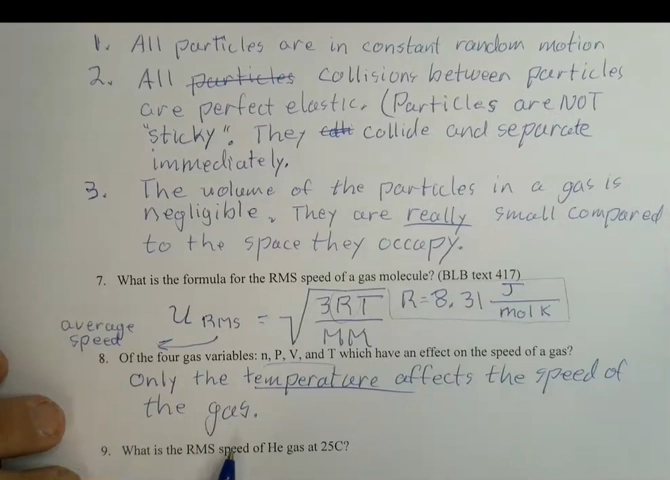 1. All particles are in constant random motion
2. All particles collisions between particles
are perfect elastic. (Particles are NOT
"sticky". They collide and separate
immediately.
3. The volume of the particles in a gas is
negligible. They are really small compared
to the space they occupy.
7. What is the formula for the RMS speed of a gas molecule? (BLB text 417)
average speed U RMS = √(3RT/MM) R = 8.31 J/mol K
8. Of the four gas variables: n, P, V, and T which have an effect on the speed of a gas?
Only the temperature affects the speed of
the gas.
9. What is the RMS speed of He gas at 25C?